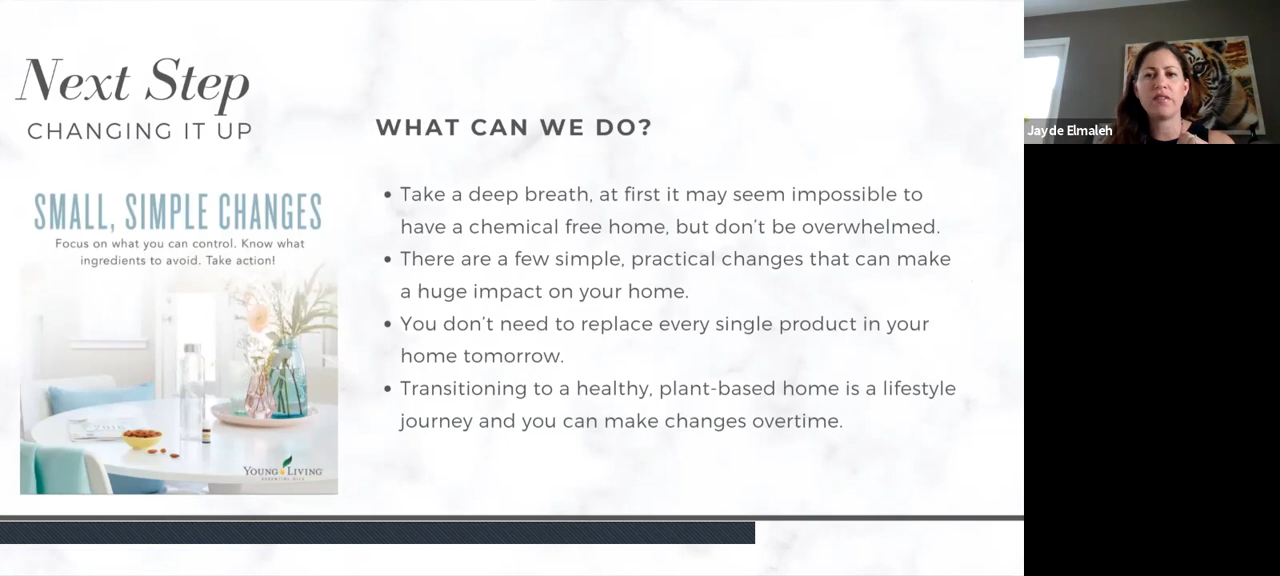 Next Step
CHANGING IT UP
SMALL, SIMPLE CHANGES
Focus on what you can control. Know what
ingredients to avoid. Take action!
YOUNG LIVING
ESSENTIAL OILS
WHAT CAN WE DO?
• Take a deep breath, at first it may seem impossible to
have a chemical free home, but don't be overwhelmed.
• There are a few simple, practical changes that can make
a huge impact on your home.
• You don't need to replace every single product in your
home tomorrow.
• Transitioning to a healthy, plant-based home is a lifestyle
journey and you can make changes overtime.
Jayde Elmaleh